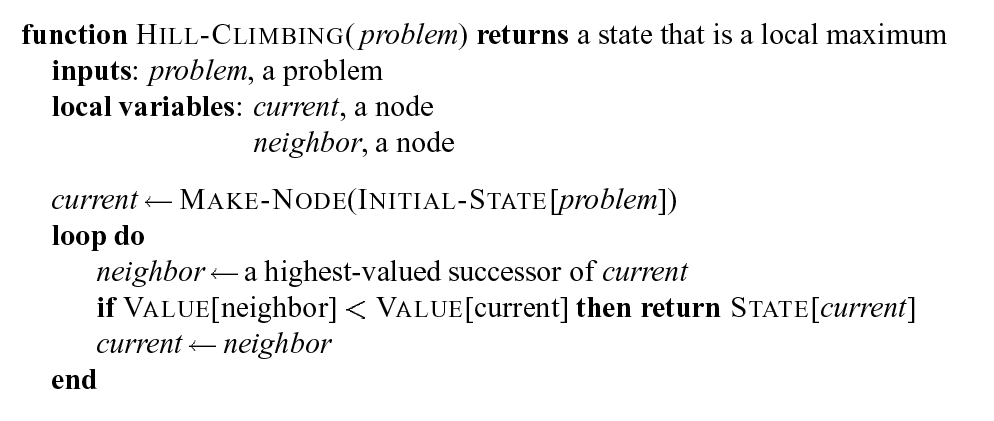 function HILL-CLIMBING(problem) returns a state that is a local maximum
inputs: problem, a problem
local variables: current, a node
neighbor, a node
current ← MAKE-NODE(INITIAL-STATE[problem])
loop do
neighbor ← a highest-valued successor of current
if VALUE[neighbor] < VALUE[current] then return STATE[current]
current ← neighbor
end